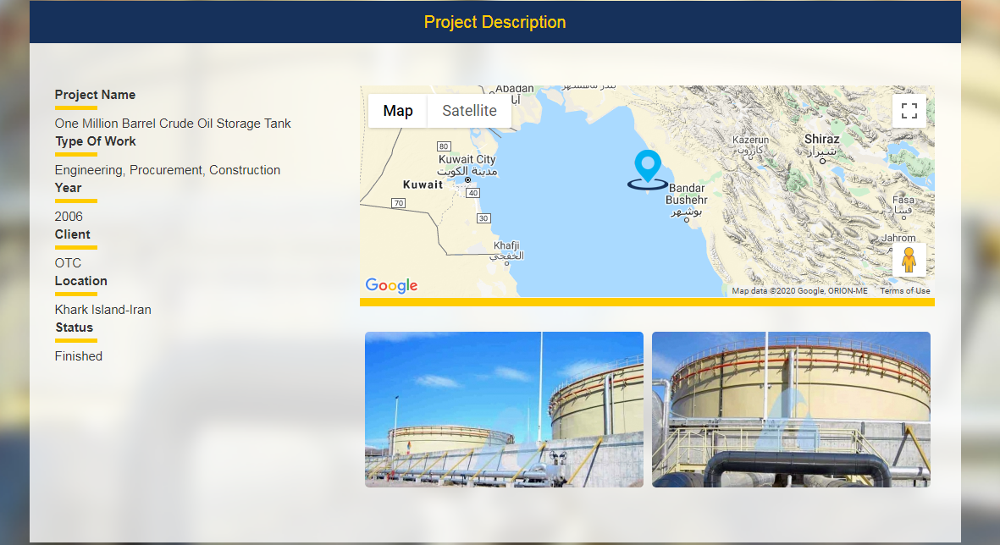 Project Description
Project Name
One Million Barrel Crude Oil Storage Tank
Type Of Work
Engineering, Procurement, Construction
Year
2006
Client
OTC
Location
Khark Island-Iran
Status
Finished
Abadan
Map
Satellite
80
Kuwait City
مدينة الكويت
Kuwait
40
70
30
Khafji
الخفجي
Bandar
Bushehr
بوشهر
Kazerun
کازرون
Shiraz
شیراز
Fasa
فسا
Jahrom
Google
Map data ©2020 Google, ORION-ME
Terms of Use